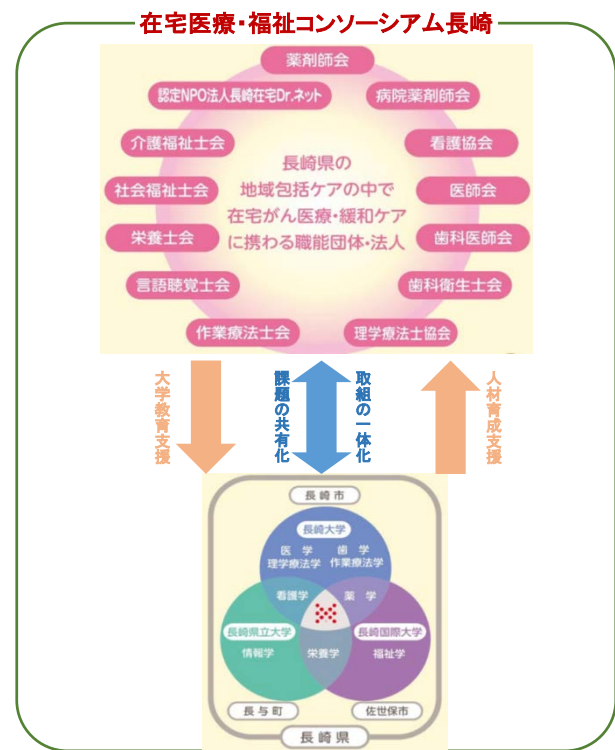 在宅医療・福祉コンソーシアム長崎
薬剤師会
認定NPO法人長崎在宅Dr.ネット
病院薬剤師会
介護福祉士会
看護協会
社会福祉士会
医師会
栄養士会
歯科医師会
言語聴覚士会
歯科衛生士会
作業療法士会
理学療法士協会
長崎県の
地域包括ケアの中で
在宅がん医療・緩和ケア
に携わる職能団体・法人
大学教育支援
課題の共有化
取組の一体化
人材育成支援
長崎市
長崎大学
医学 歯学
理学療法学 作業療法学
看護学 薬学
長崎県立大学 長崎国際大学
情報学 栄養学 福祉学
長与町 佐世保市
長崎県